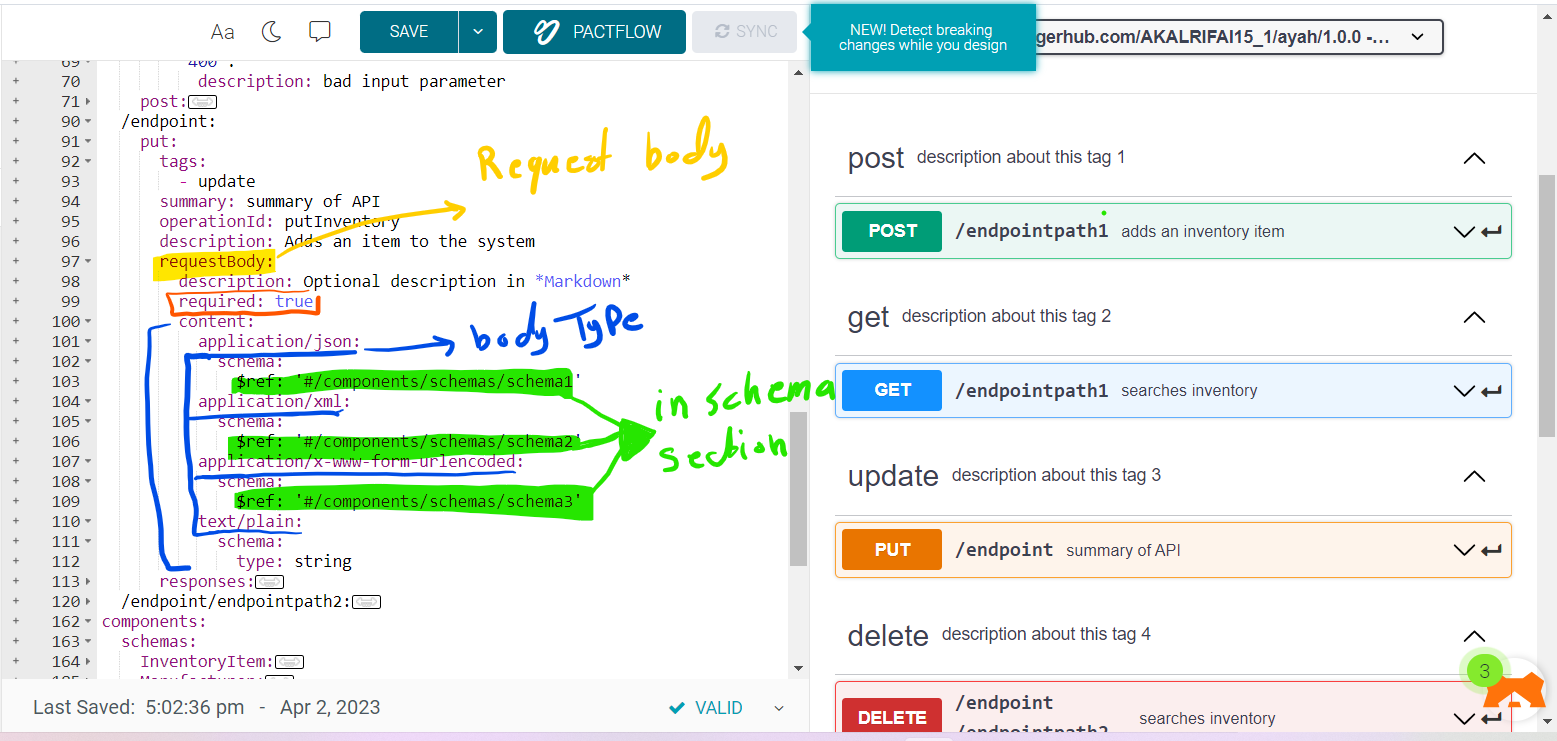 Aa SAVE PACTFLOW SYNC
NEW! Detect breaking
changes while you design
gerhub.com/AKALRIFAI15_1/ayah/1.0.0 -...
69 400 :
70 description: bad input parameter
71 post:
90 /endpoint:
91 put:
92 tags:
93 - update
94 summary: summary of API
95 operationId: putInventory
96 description: Adds an item to the system
97 requestBody:
98 description: Optional description in *Markdown*
99 required: true
100 content:
101 application/json:
102 schema:
103 $ref: '#/components/schemas/schema1'
104 application/xml:
105 schema:
106 $ref: '#/components/schemas/schema2'
107 application/x-www-form-urlencoded:
108 schema:
109 $ref: '#/components/schemas/schema3'
110 text/plain:
111 schema:
112 type: string
113 responses:
120 /endpoint/endpointpath2:
162 components:
163 schemas:
164 InventoryItem:
Request body
body Type
in schema
section
Last Saved: 5:02:36 pm - Apr 2, 2023
VALID
post description about this tag 1
POST /endpointpath1 adds an inventory item
get description about this tag 2
GET /endpointpath1 searches inventory
update description about this tag 3
PUT /endpoint summary of API
delete description about this tag 4
DELETE /endpoint
/endpointpath2 searches inventory
3